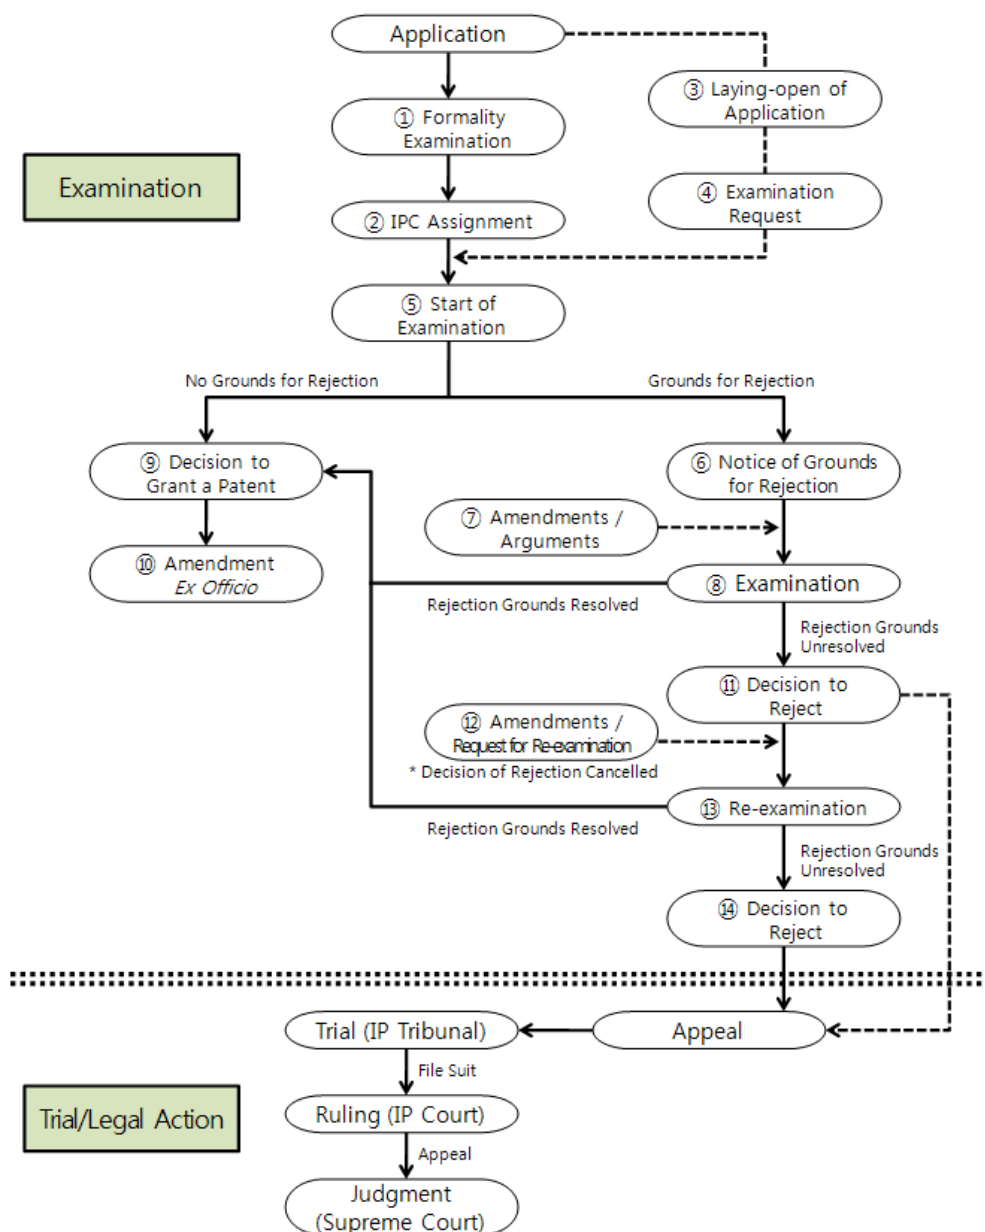 Application
③ Laying-open of
Application
① Formality
Examination
Examination
④ Examination
Request
② IPC Assignment
⑤ Start of
Examination
No Grounds for Rejection
Grounds for Rejection
⑨ Decision to
Grant a Patent
⑥ Notice of Grounds
for Rejection
⑦ Amendments /
Arguments
⑩ Amendment
Ex Officio
⑧ Examination
Rejection Grounds Resolved
Rejection Grounds
Unresolved
⑪ Decision to
Reject
⑫ Amendments /
Request for Re-examination
* Decision of Rejection Cancelled
⑬ Re-examination
Rejection Grounds Resolved
Rejection Grounds
Unresolved
⑭ Decision to
Reject
Trial (IP Tribunal)
Appeal
File Suit
Trial/Legal Action
Ruling (IP Court)
Appeal
Judgment
(Supreme Court)